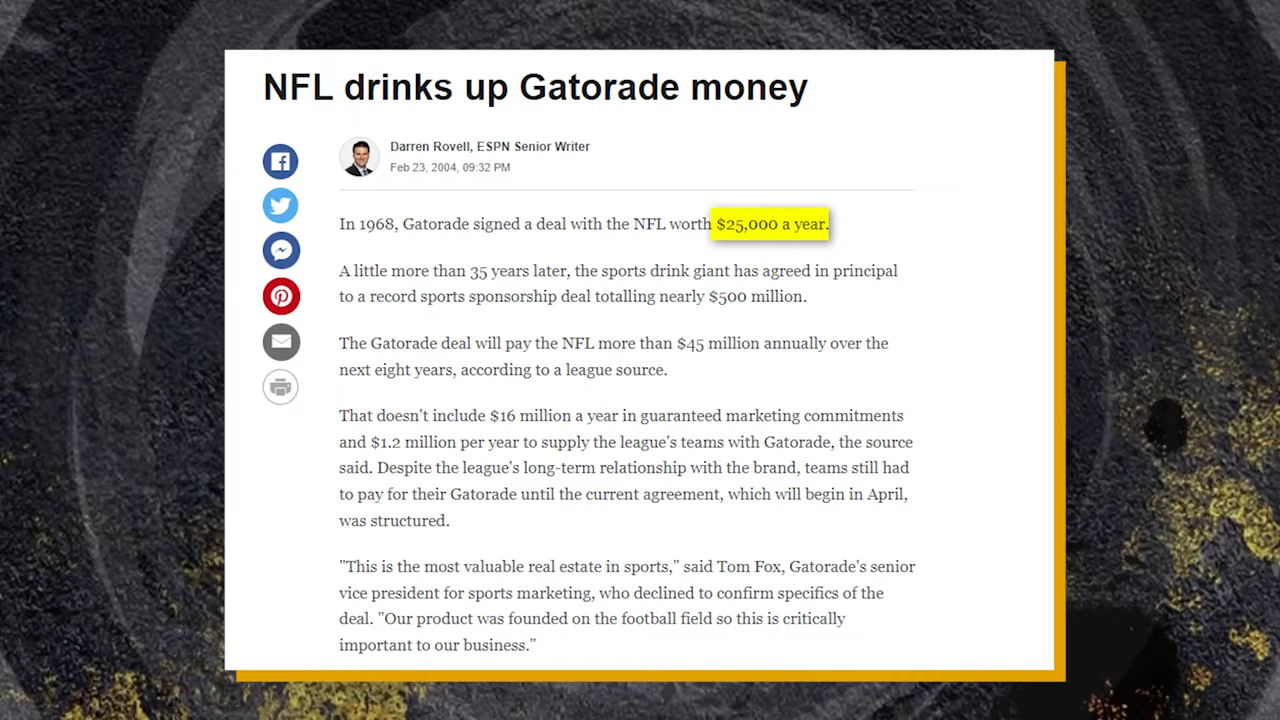 NFL drinks up Gatorade money
Darren Rovell, ESPN Senior Writer
Feb 23, 2004, 09:32 PM
In 1968, Gatorade signed a deal with the NFL worth $25,000 a year.
A little more than 35 years later, the sports drink giant has agreed in principal
to a record sports sponsorship deal totalling nearly $500 million.
The Gatorade deal will pay the NFL more than $45 million annually over the
next eight years, according to a league source.
That doesn't include $16 million a year in guaranteed marketing commitments
and $1.2 million per year to supply the league's teams with Gatorade, the source
said. Despite the league's long-term relationship with the brand, teams still had
to pay for their Gatorade until the current agreement, which will begin in April,
was structured.
"This is the most valuable real estate in sports," said Tom Fox, Gatorade's senior
vice president for sports marketing, who declined to confirm specifics of the
deal. "Our product was founded on the football field so this is critically
important to our business."